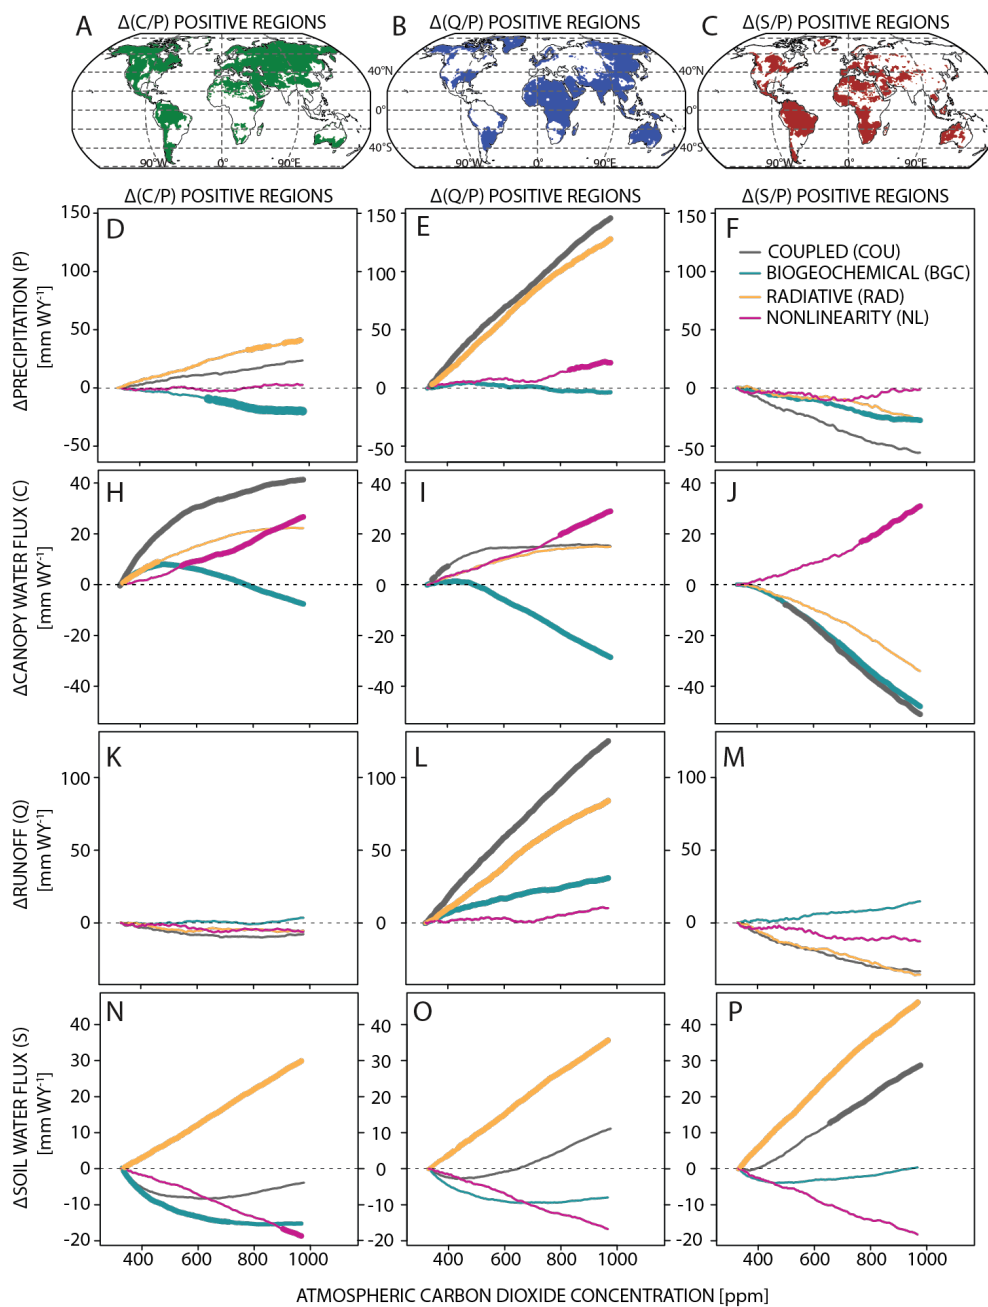 A Δ(C/P) POSITIVE REGIONS
B Δ(Q/P) POSITIVE REGIONS
C Δ(S/P) POSITIVE REGIONS
40°N 0° 40°S
40°N 0° 40°S
90°W 0° 90°E
90°W 0° 90°E
90°W 0° 90°E
Δ(C/P) POSITIVE REGIONS
Δ(Q/P) POSITIVE REGIONS
Δ(S/P) POSITIVE REGIONS
ΔPRECIPITATION (P)
[mm WY⁻¹]
D
150
100
50
0
-50
E
150
100
50
0
-50
F
150
100
50
0
-50
COUPLED (COU)
BIOGEOCHEMICAL (BGC)
RADIATIVE (RAD)
NONLINEARITY (NL)
ΔCANOPY WATER FLUX (C)
[mm WY⁻¹]
H
40
20
0
-20
-40
I
40
20
0
-20
-40
J
40
20
0
-20
-40
ΔRUNOFF (Q)
[mm WY⁻¹]
K
100
50
0
L
100
50
0
M
100
50
0
ΔSOIL WATER FLUX (S)
[mm WY⁻¹]
N
40
30
20
10
0
-10
-20
O
40
30
20
10
0
-10
-20
P
40
30
20
10
0
-10
-20
400 600 800 1000
400 600 800 1000
400 600 800 1000
ATMOSPHERIC CARBON DIOXIDE CONCENTRATION [ppm]